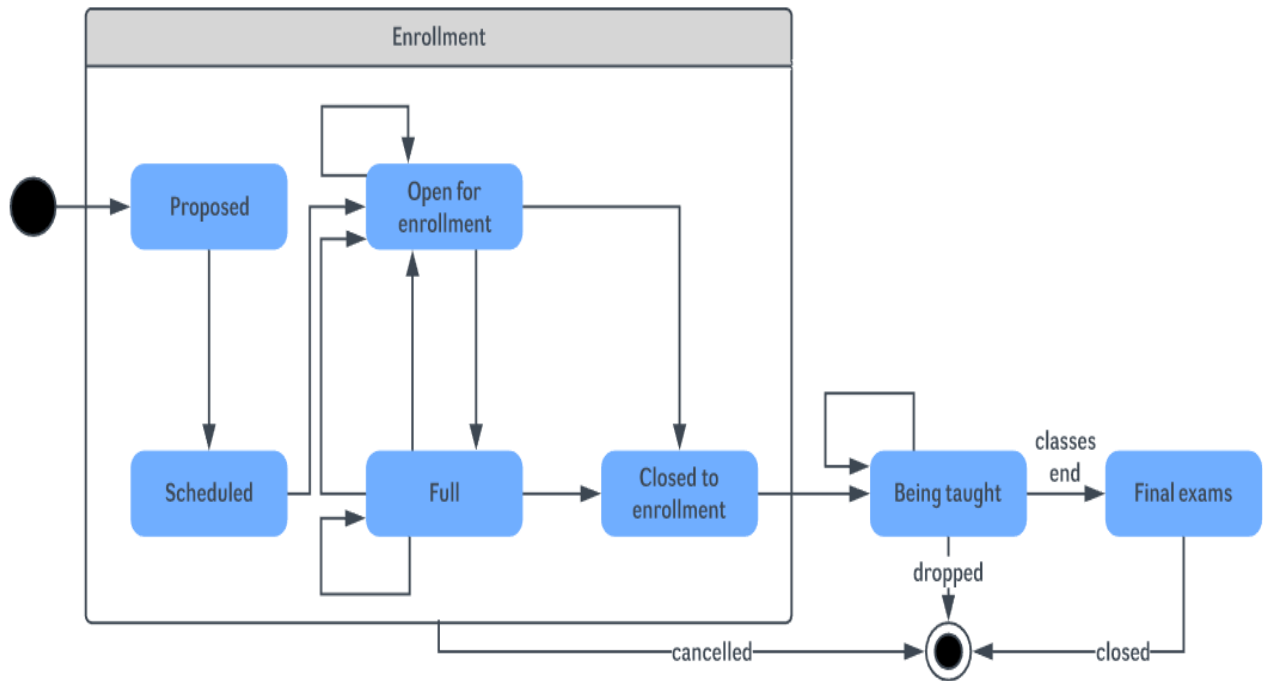 Enrollment
Proposed
Open for
enrollment
Scheduled
Full
Closed to
enrollment
Being taught
classes
end
Final exams
dropped
cancelled
closed